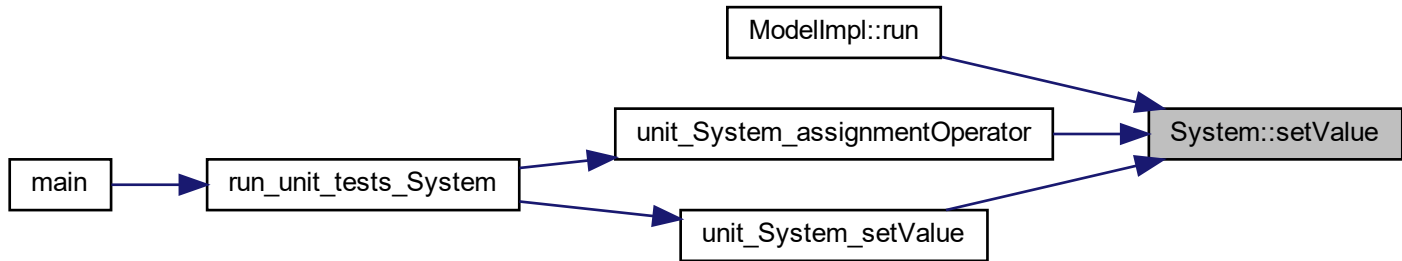 ModelImpl::run
unit_System_assignmentOperator
System::setValue
main
run_unit_tests_System
unit_System_setValue